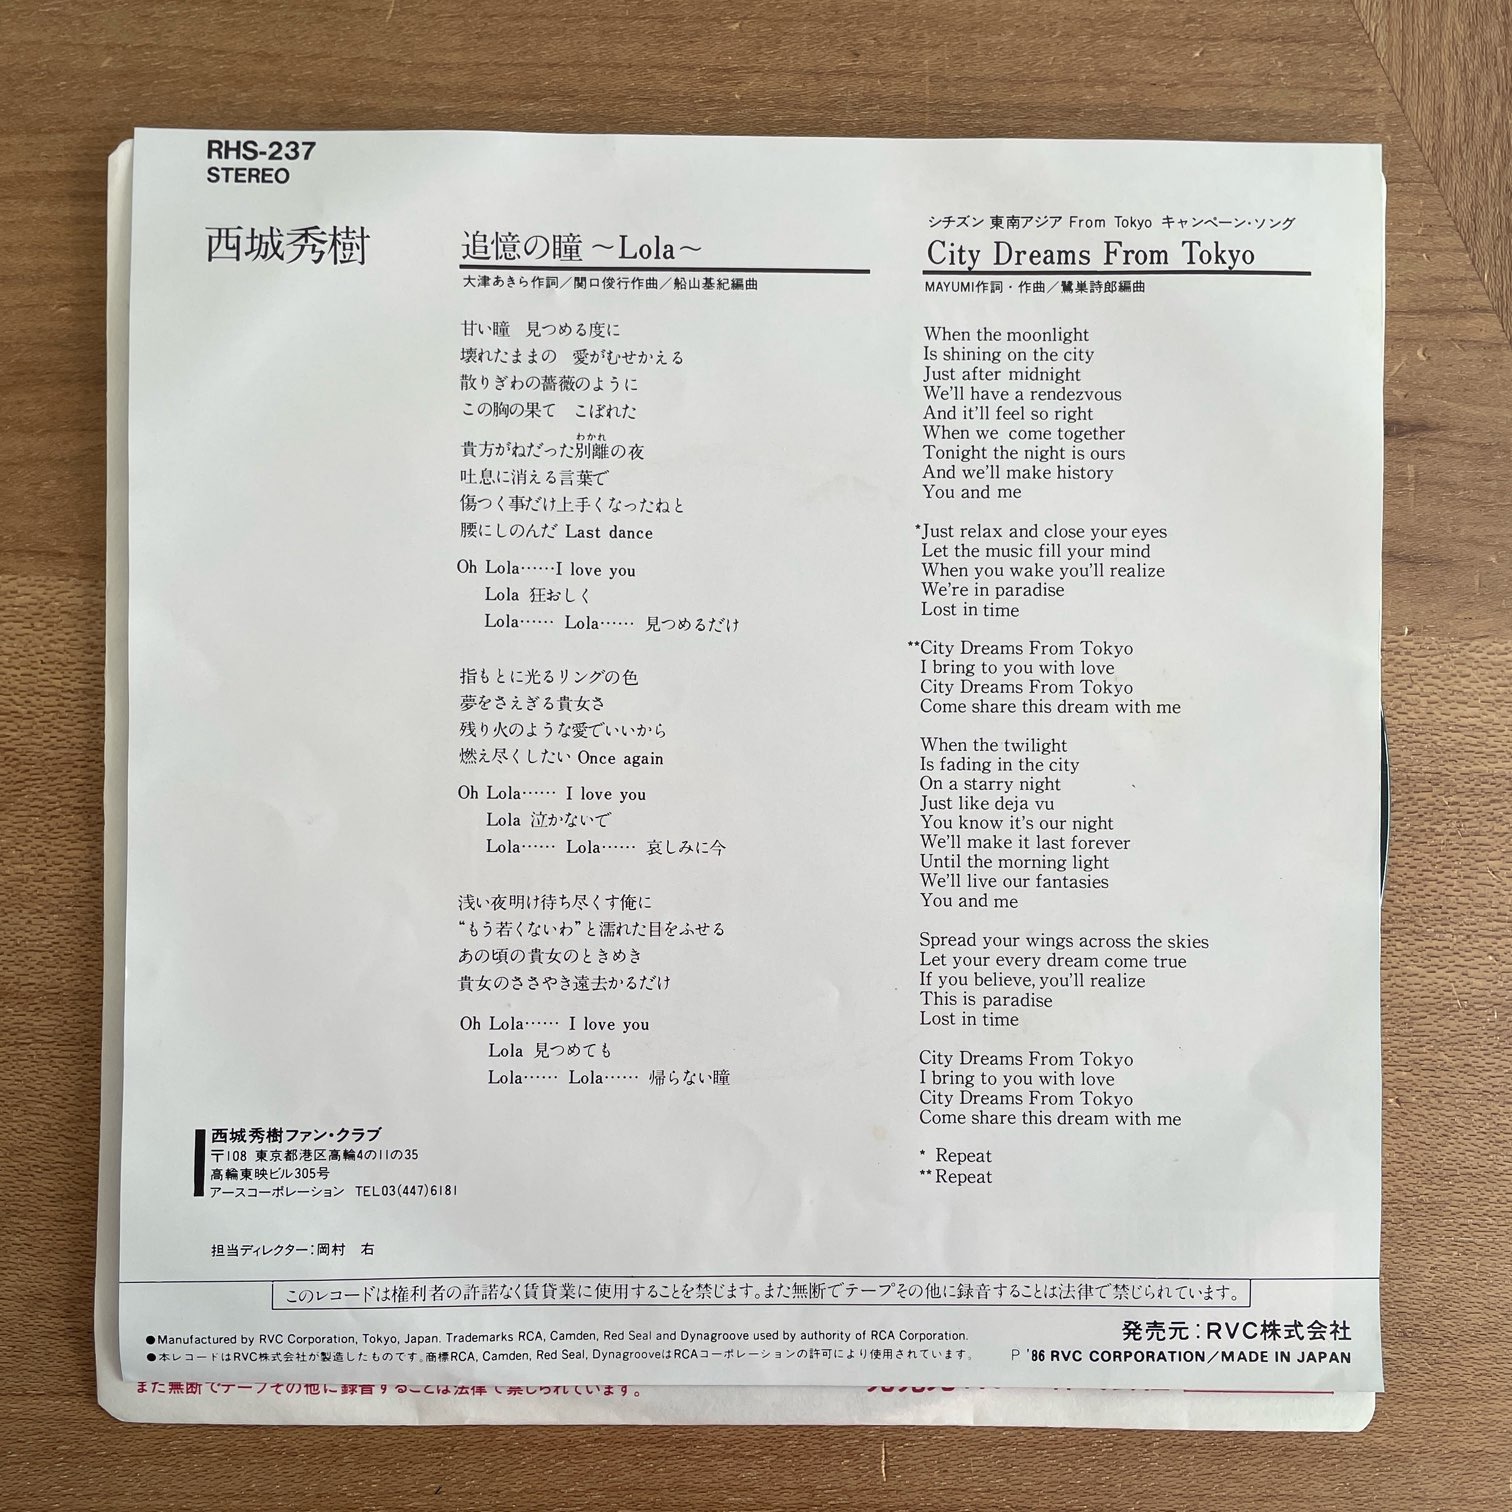 RHS-237
STEREO
西城秀樹
追憶の瞳 ～Lola～
大津あきら作詞／関口俊行作曲／船山基紀編曲
甘い瞳　見つめる度に
壊れたままの　愛がむせかえる
散りぎわの薔薇のように
この胸の果て　こぼれた
貴方がねだった別離の夜
わかれ
吐息に消える言葉で
傷つく事だけ上手くなったねと
腰にしのんだ Last dance
Oh Lola……I love you
Lola 狂おしく
Lola…… Lola…… 見つめるだけ
指もとに光るリングの色
夢をさえぎる貴女さ
残り火のような愛でいいから
燃え尽くしたい Once again
Oh Lola…… I love you
Lola 泣かないで
Lola…… Lola…… 哀しみに今
浅い夜明け待ち尽くす俺に
“もう若くないわ”と濡れた目をふせる
あの頃の貴女のときめき
貴女のささやき遠去かるだけ
Oh Lola…… I love you
Lola 見つめても
Lola…… Lola…… 帰らない瞳
シチズン 東南アジア From Tokyo キャンペーン・ソング
City Dreams From Tokyo
MAYUMI作詞・作曲／鷺巣詩郎編曲
When the moonlight
Is shining on the city
Just after midnight
We'll have a rendezvous
And it'll feel so right
When we come together
Tonight the night is ours
And we'll make history
You and me
*Just relax and close your eyes
Let the music fill your mind
When you wake you'll realize
We're in paradise
Lost in time
**City Dreams From Tokyo
I bring to you with love
City Dreams From Tokyo
Come share this dream with me
When the twilight
Is fading in the city
On a starry night
Just like deja vu
You know it's our night
We'll make it last forever
Until the morning light
We'll live our fantasies
You and me
Spread your wings across the skies
Let your every dream come true
If you believe, you'll realize
This is paradise
Lost in time
City Dreams From Tokyo
I bring to you with love
City Dreams From Tokyo
Come share this dream with me
* Repeat
** Repeat
西城秀樹ファン・クラブ
〒108 東京都港区高輪4の11の35
高輪東映ビル305号
アースコーポレーション TEL03(447)6181
担当ディレクター：岡村　右
このレコードは権利者の許諾なく賃貸業に使用することを禁じます。また無断でテープその他に録音することは法律で禁じられています。
●Manufactured by RVC Corporation, Tokyo, Japan. Trademarks RCA, Camden, Red Seal and Dynagroove used by authority of RCA Corporation.
●本レコードはRVC株式会社が製造したものです。商標RCA, Camden, Red Seal, DynagrooveはRCAコーポレーションの許可により使用されています。
発売元：RVC株式会社
P '86 RVC CORPORATION／MADE IN JAPAN
また無断でテープその他に録音することは法律で禁じられています。